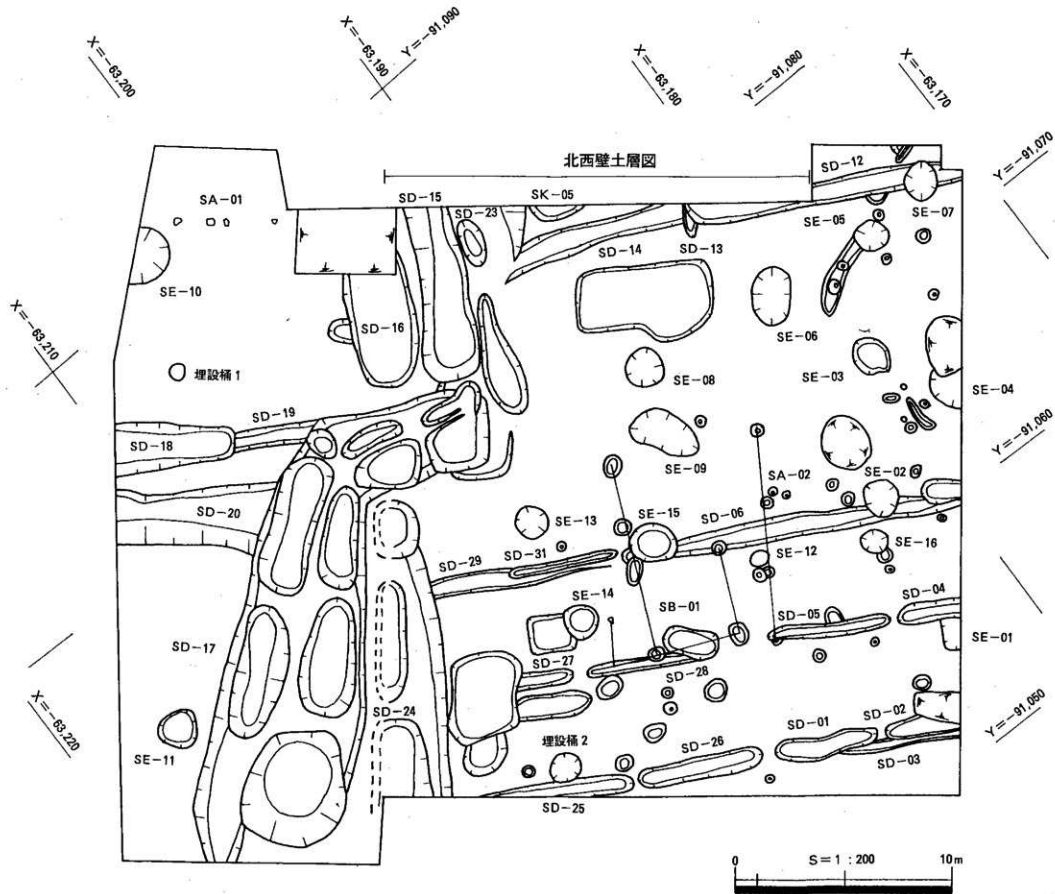 Y=-91,090
X=-63,200
X=-63,190
X=-63,180
Y=-91,080
X=-63,170
Y=-91,070
北西壁土層図
SD-12
SA-01
SD-15
SK-05
SD-23
SE-05
SE-07
SD-14
SD-13
SE-10
SD-16
SE-06
X=-63,210
埋設桶1
SE-08
SE-03
SE-04
SD-19
SD-18
Y=-91,060
SE-09
SA-02
SE-02
SD-20
SE-13
SE-15
SD-06
SE-12
SE-16
SD-29
SD-31
SE-14
SB-01
SD-05
SD-04
SE-01
SD-17
SD-27
SD-28
X=-63,220
SD-24
SD-01
SD-02
Y=-91,050
SE-11
埋設桶2
SD-26
SD-03
SD-25
0 S=1:200 10m